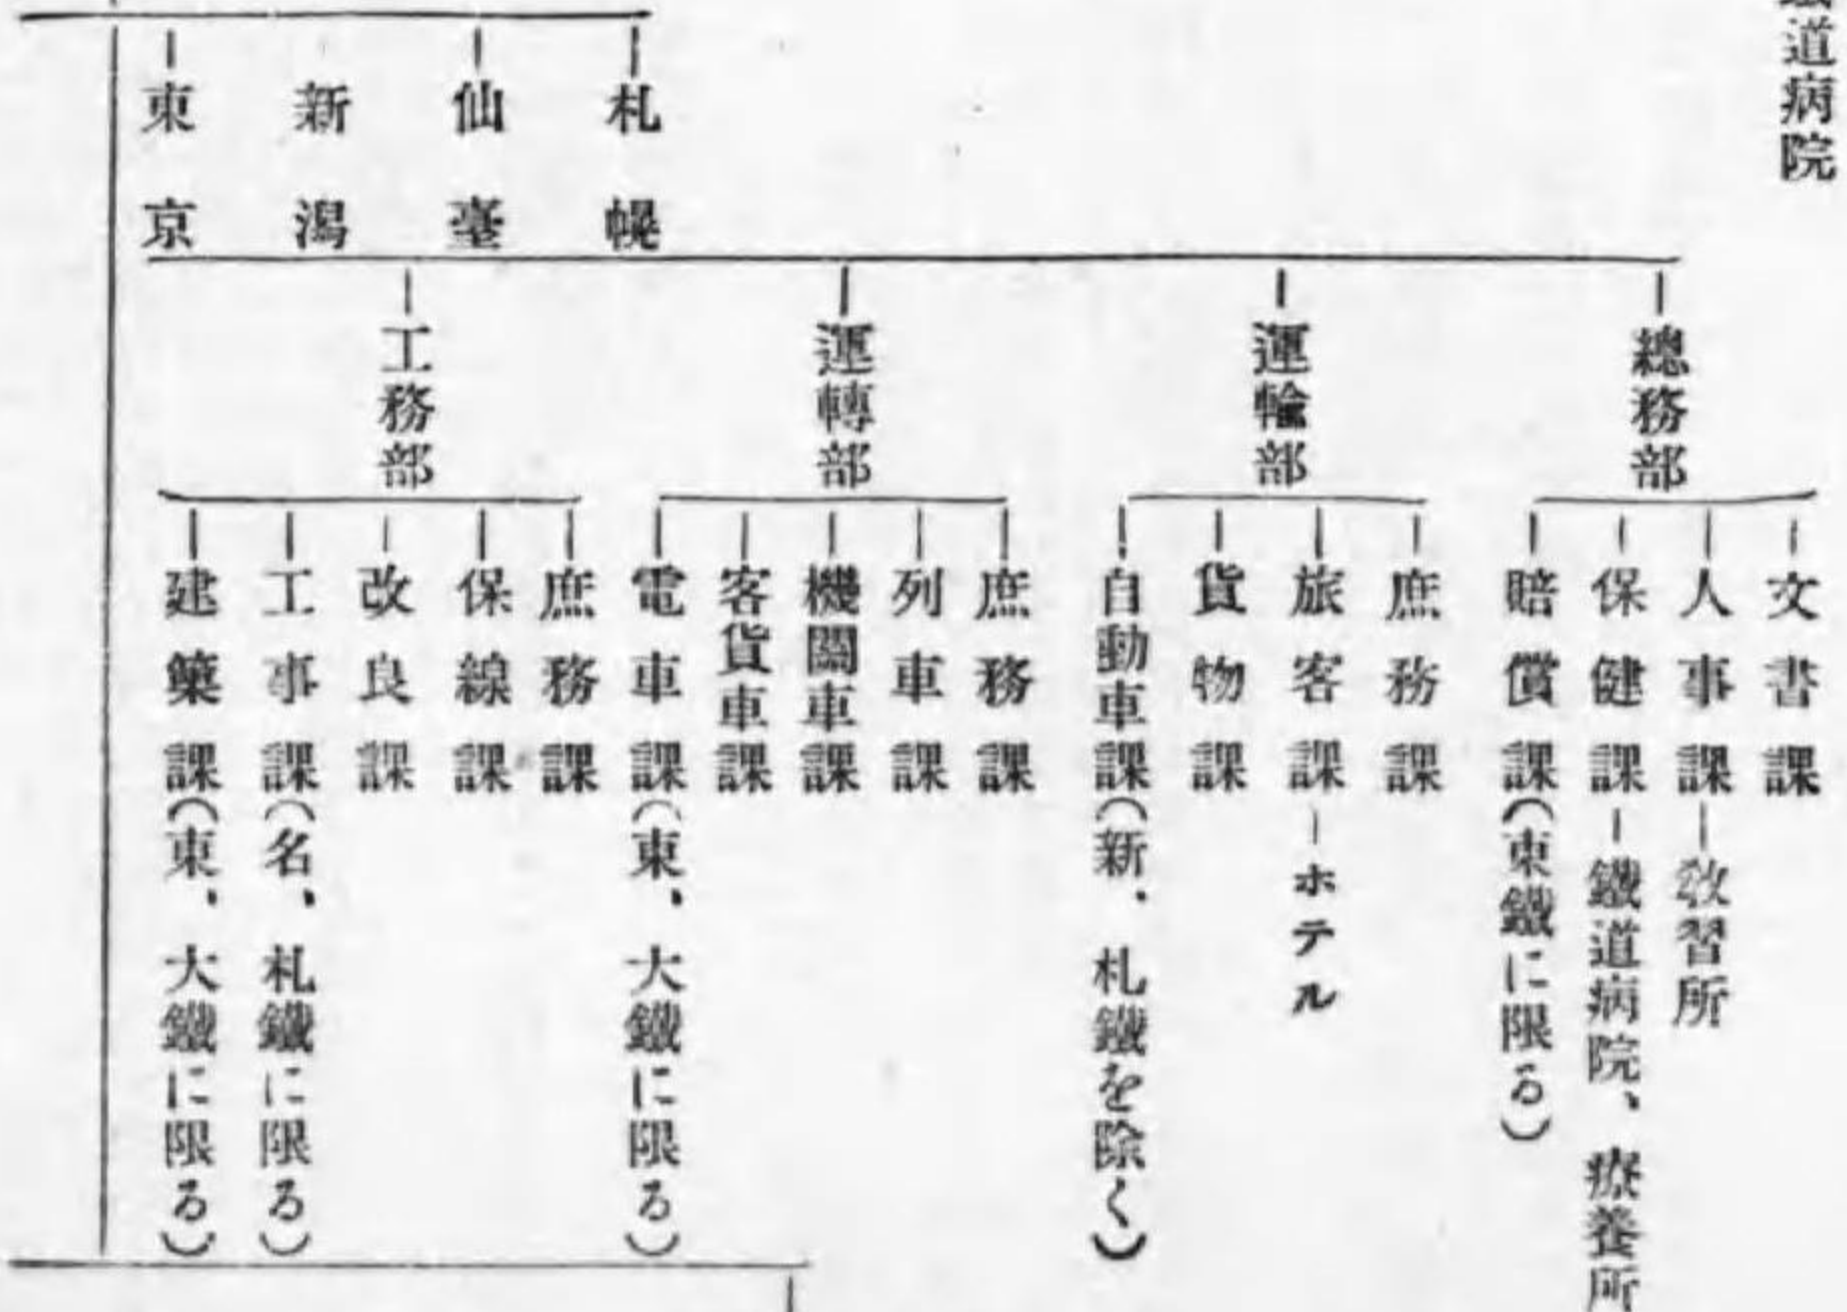 鐵道病院
札幌
仙臺
新潟
東京
總務部
文書課
人事課―敎習所
保健課―鐵道病院、療養所
賠償課(東鐵に限る)
運輸部
庶務課
旅客課―ホテル
貨物課
自動車課(新、札鐵を除く)
運轉部
庶務課
列車課
機關車課
客貨車課
電車課(東、大鐵に限る)
工務部
庶務課
保線課
改良課
工事課(名、札鐵に限る)
建築課(東、大鐵に限る)